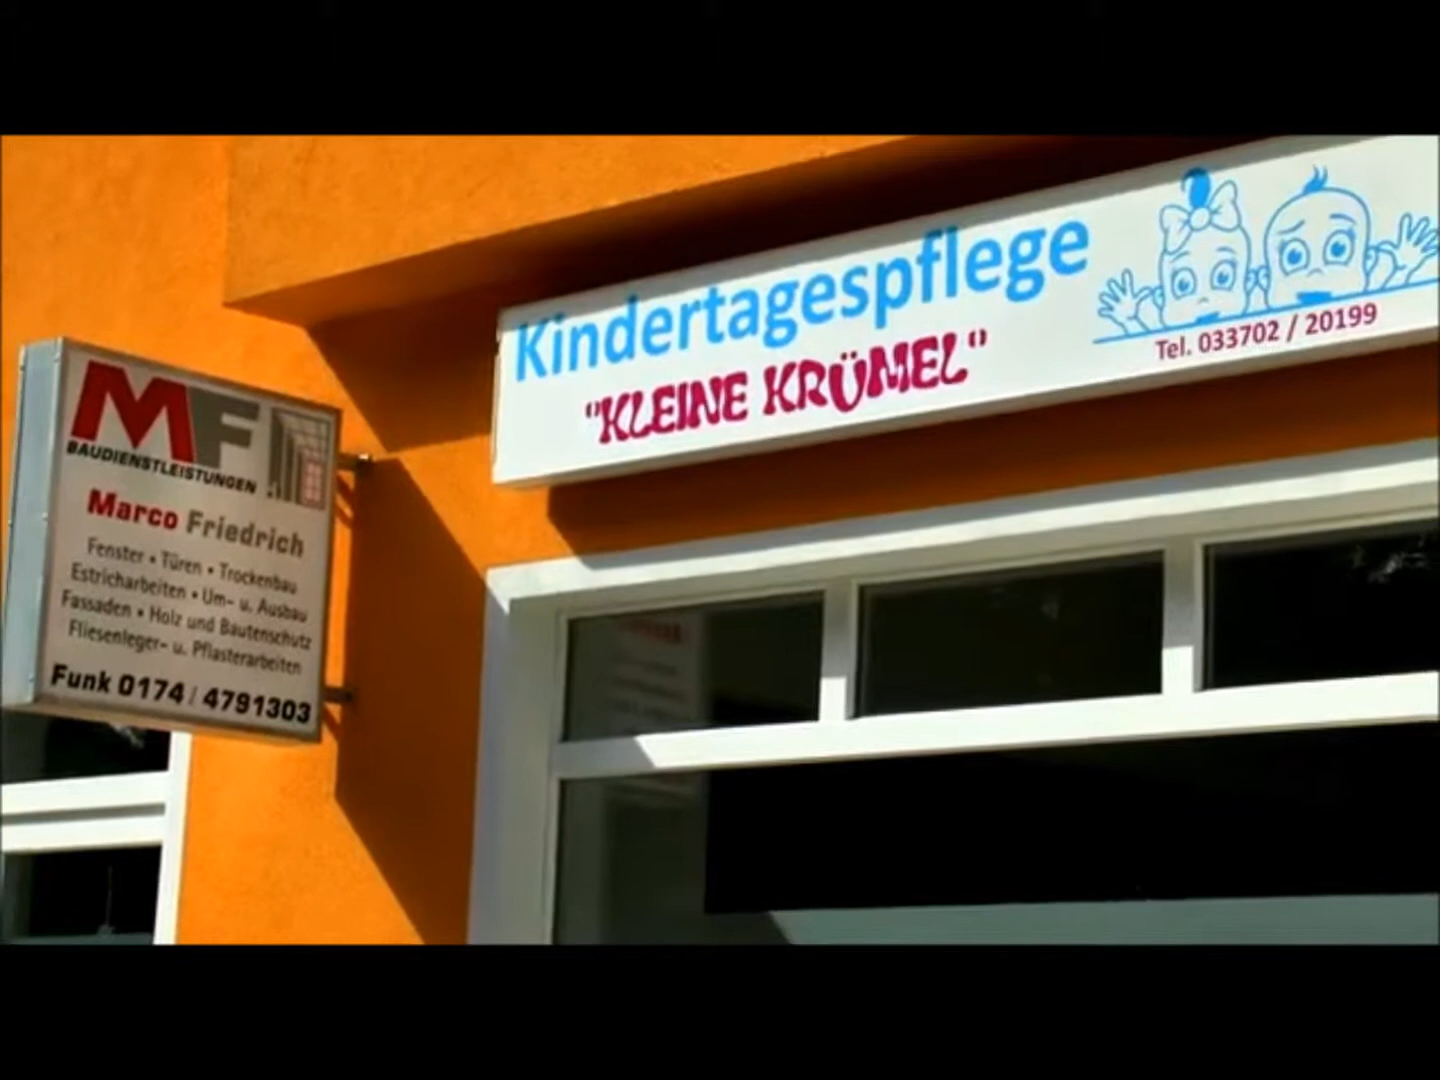 MF
BAUDIENSTLEISTUNGEN
Marco Friedrich
Fenster • Türen • Trockenbau
Estricharbeiten • Um- u. Ausbau
Fassaden • Holz und Bautenschutz
Fliesenleger- u. Pflasterarbeiten
Funk 0174 / 4791303
Kindertagespflege
"KLEINE KRÜMEL"
Tel. 033702 / 20199